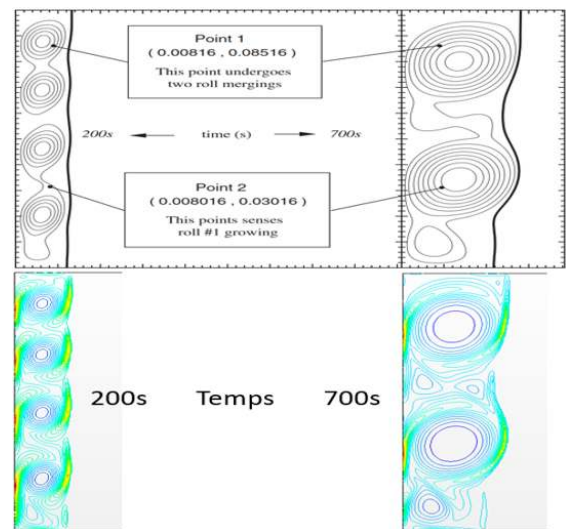 Point 1
( 0.00816 , 0.08516 )
This point undergoes
two roll mergings
200s time (s) 700s
Point 2
( 0.008016 , 0.03016 )
This points senses
roll #1 growing
200s Temps 700s